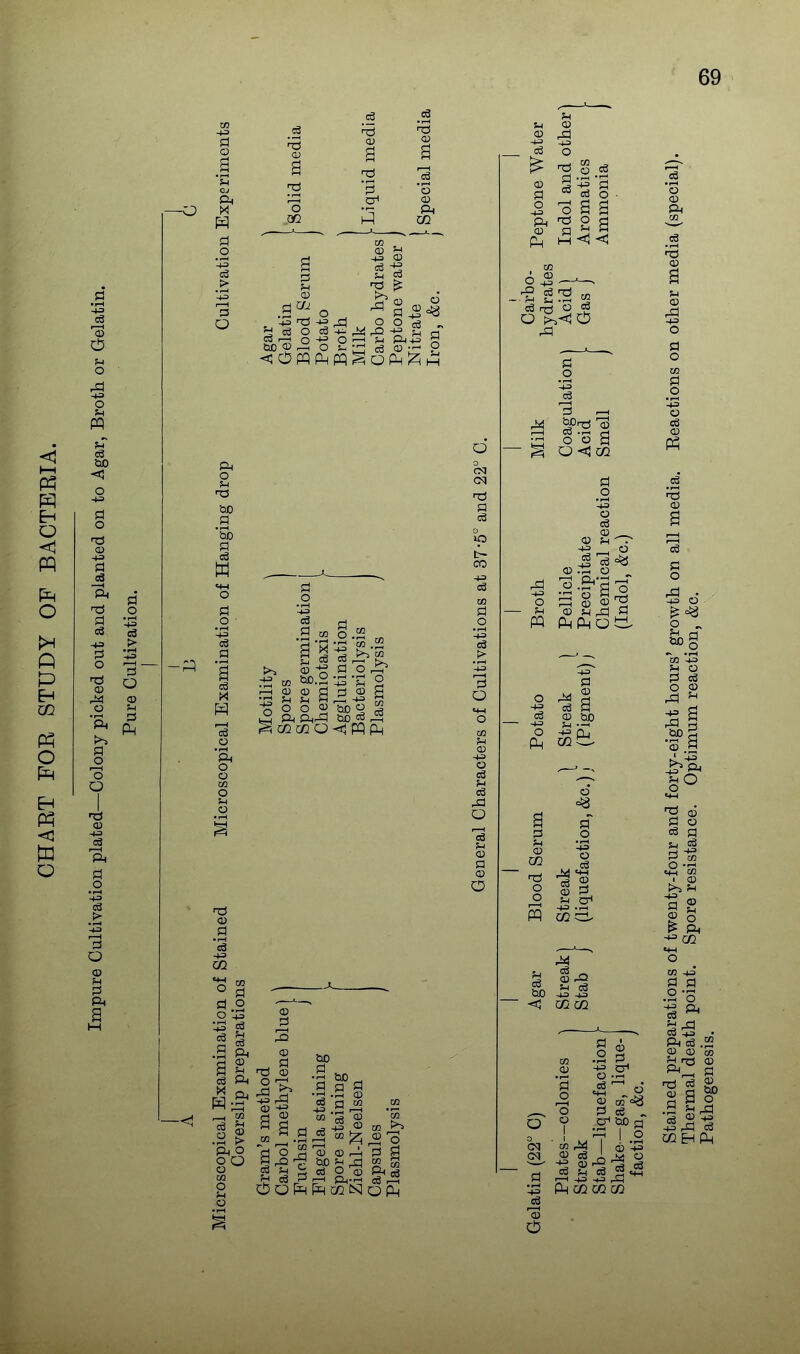 69
CHART FOR STUDY OF BACTERIA.
Impure Cultivation plated—Colony picked out and planted on to Agar, Broth or Gelatin.
Pure Cultivation.
A
Microscopical Examination of Stained
Coverslip preparations
Gram's method
Carbol methylene blue
Fuchsin
Flagella staining
Spore staining
Ziehl-Neelsen
Capsules
Plasmolysis
B
Microscopical Examination of Hanging drop
Motility
Spores
Spore germination
Chemiotaxis
Agglutination
Bacteriolysis
Plasmolysis
C
Cultivation Experiments
Agar
Gelatin
Blood Serum
Potato
Solid media
Broth
Milk
Carbo hydrates
Peptone water
Liquid media
Nitrate
Iron, &c.
Special media
General Characters of Cultivations at 37·5° and 22° C.
Gelatin (22° C)
Plates—colonies
Streak
Stab—liquefaction
Shake—gas, lique-
faction, &c.
Agar
Streak
Stab
Blood Serum
Streak
(liquefaction, &c.)
Potato
Streak
(Pigment)
Broth
Pellicle
Precipitate
Chemical reaction
(Indol, &c.)
Milk
Coagulation
Acid
Smell
Carbo-
hydrates
Acid
Gas
Peptone Water
Indol and other
Aromatics
Ammonia
Stained preparations of twenty-four and forty-eight hours' growth on all media. Reactions on other media (special).
Thermal death point. Spore resistance. Optimum reaction, &c.
Pathogenesis.